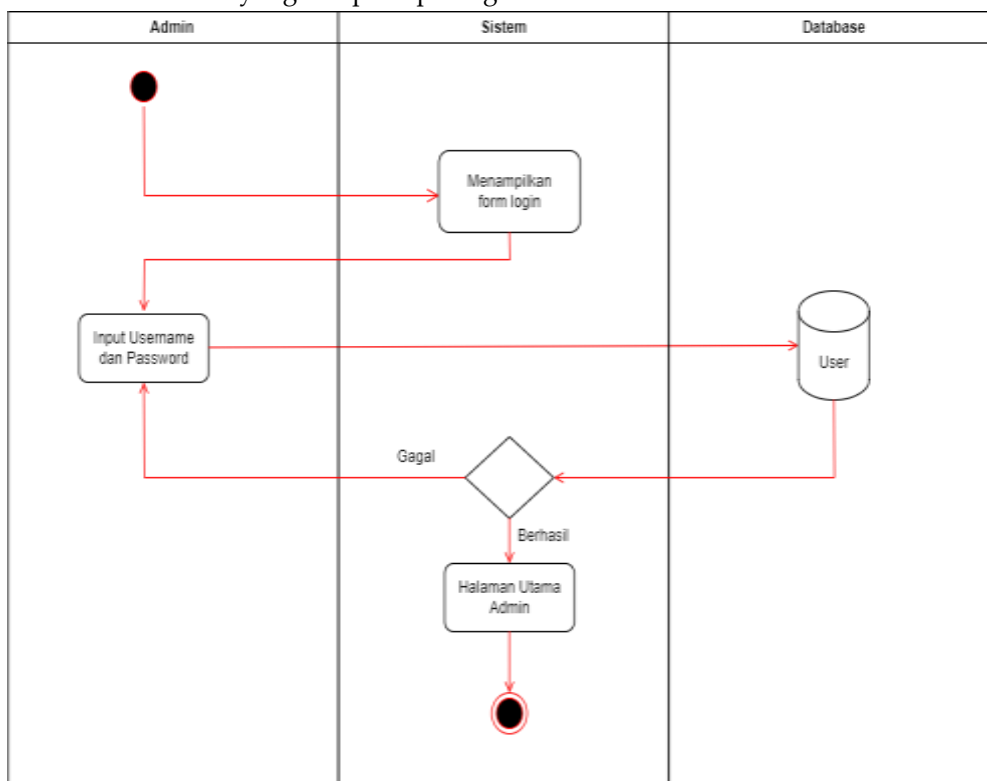 Admin
Sistem
Database
Menampilkan
form login
Input Username
dan Password
User
Gagal
Berhasil
Halaman Utama
Admin